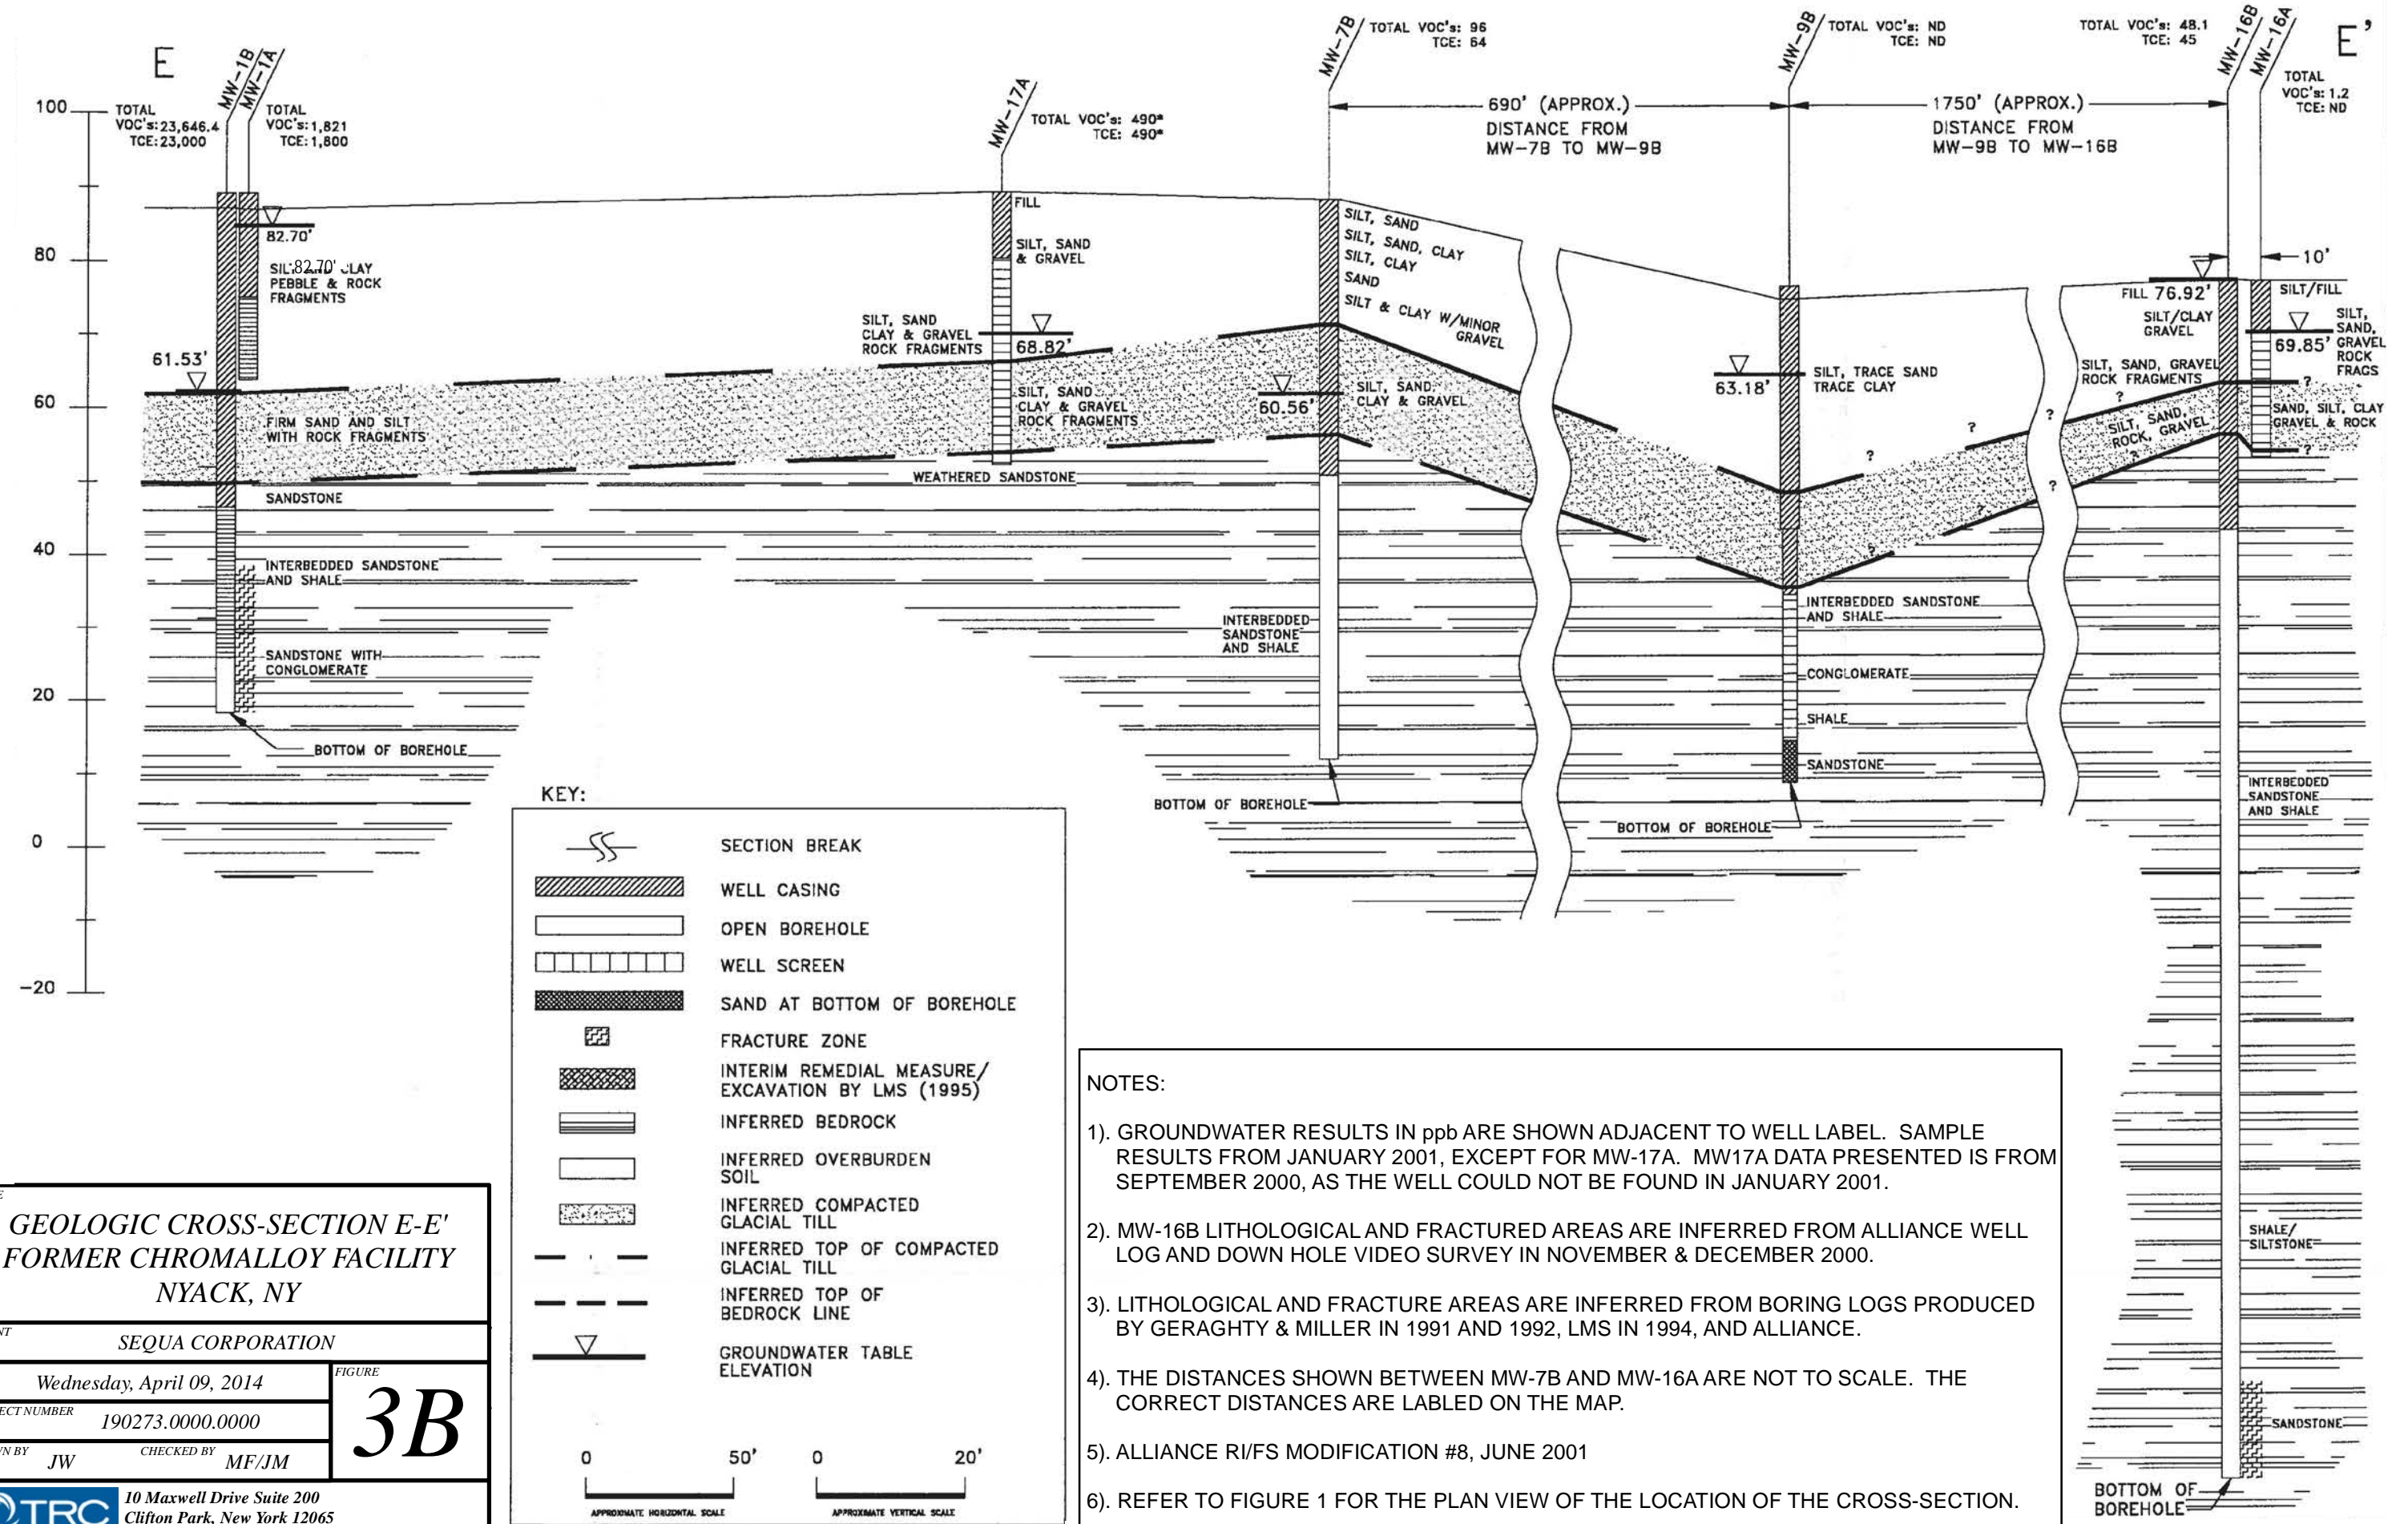 E
MW-1B
MW-1A
TOTAL
VOC's: 23,646.4
TCE: 23,000
TOTAL
VOC's: 1,821
TCE: 1,800
MW-17A
TOTAL VOC's: 490*
TCE: 490*
MW-7B
TOTAL VOC's: 96
TCE: 64
MW-9B
TOTAL VOC's: ND
TCE: ND
TOTAL VOC's: 48.1
TCE: 45
MW-16B
MW-16A
E'
TOTAL
VOC's: 1.2
TCE: ND
690' (APPROX.)
DISTANCE FROM
MW-7B TO MW-9B
1750' (APPROX.)
DISTANCE FROM
MW-9B TO MW-16B
10'
100
80
60
40
20
0
-20
82.70'
82.70' CLAY
PEBBLE & ROCK
FRAGMENTS
61.53'
FIRM SAND AND SILT
WITH ROCK FRAGMENTS
SANDSTONE
INTERBEDDED SANDSTONE
AND SHALE
SANDSTONE WITH
CONGLOMERATE
BOTTOM OF BOREHOLE
FILL
SILT, SAND
& GRAVEL
SILT, SAND
CLAY & GRAVEL
ROCK FRAGMENTS
68.82'
SILT, SAND
CLAY & GRAVEL
ROCK FRAGMENTS
WEATHERED SANDSTONE
SILT, SAND
SILT, SAND, CLAY
SILT, CLAY
SAND
SILT & CLAY W/MINOR
GRAVEL
60.56'
SILT, SAND,
CLAY & GRAVEL
INTERBEDDED
SANDSTONE
AND SHALE
BOTTOM OF BOREHOLE
63.18'
SILT, TRACE SAND
TRACE CLAY
INTERBEDDED SANDSTONE
AND SHALE
CONGLOMERATE
SHALE
SANDSTONE
BOTTOM OF BOREHOLE
? ? ? ? ? ? ? ? ? ?
FILL 76.92'
SILT/CLAY
GRAVEL
SILT, SAND, GRAVEL
ROCK FRAGMENTS
SILT, SAND,
ROCK, GRAVEL
SILT/FILL
SILT,
SAND,
GRAVEL
ROCK
FRAGS
69.85'
SAND, SILT, CLAY
GRAVEL & ROCK
INTERBEDDED
SANDSTONE
AND SHALE
SHALE/
SILTSTONE
SANDSTONE
BOTTOM OF
BOREHOLE
KEY:
SECTION BREAK
WELL CASING
OPEN BOREHOLE
WELL SCREEN
SAND AT BOTTOM OF BOREHOLE
FRACTURE ZONE
INTERIM REMEDIAL MEASURE/
EXCAVATION BY LMS (1995)
INFERRED BEDROCK
INFERRED OVERBURDEN
SOIL
INFERRED COMPACTED
GLACIAL TILL
INFERRED TOP OF COMPACTED
GLACIAL TILL
INFERRED TOP OF
BEDROCK LINE
GROUNDWATER TABLE
ELEVATION
0 50'
APPROXIMATE HORIZONTAL SCALE
0 20'
APPROXIMATE VERTICAL SCALE
NOTES:
1). GROUNDWATER RESULTS IN ppb ARE SHOWN ADJACENT TO WELL LABEL. SAMPLE
RESULTS FROM JANUARY 2001, EXCEPT FOR MW-17A. MW17A DATA PRESENTED IS FROM
SEPTEMBER 2000, AS THE WELL COULD NOT BE FOUND IN JANUARY 2001.
2). MW-16B LITHOLOGICAL AND FRACTURED AREAS ARE INFERRED FROM ALLIANCE WELL
LOG AND DOWN HOLE VIDEO SURVEY IN NOVEMBER & DECEMBER 2000.
3). LITHOLOGICAL AND FRACTURE AREAS ARE INFERRED FROM BORING LOGS PRODUCED
BY GERAGHTY & MILLER IN 1991 AND 1992, LMS IN 1994, AND ALLIANCE.
4). THE DISTANCES SHOWN BETWEEN MW-7B AND MW-16A ARE NOT TO SCALE. THE
CORRECT DISTANCES ARE LABLED ON THE MAP.
5). ALLIANCE RI/FS MODIFICATION #8, JUNE 2001
6). REFER TO FIGURE 1 FOR THE PLAN VIEW OF THE LOCATION OF THE CROSS-SECTION.
GEOLOGIC CROSS-SECTION E-E'
FORMER CHROMALLOY FACILITY
NYACK, NY
SEQUA CORPORATION
Wednesday, April 09, 2014
FIGURE
3B
190273.0000.0000
JW
CHECKED BY MF/JM
TRC
10 Maxwell Drive Suite 200
Clifton Park, New York 12065